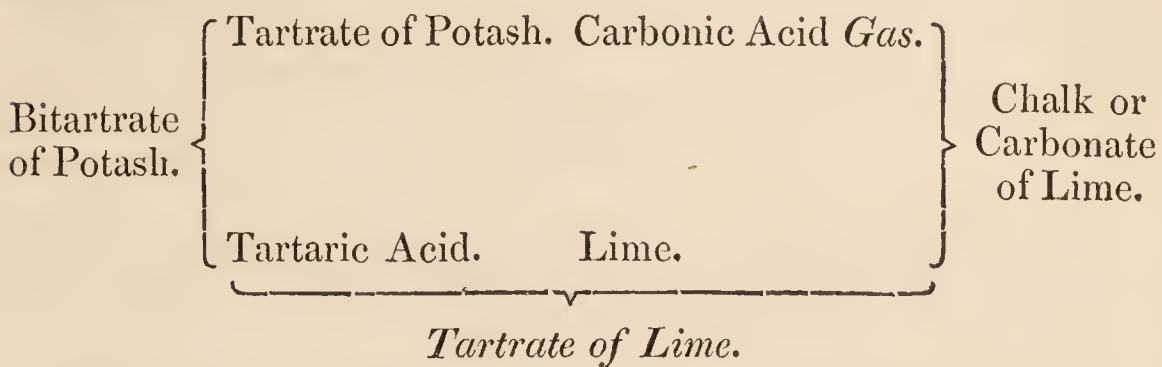 Tartrate of Potash. Carbonic Acid Gas.
Bitartrate
of Potash.
Chalk or
Carbonate
of Lime.
Tartaric Acid. Lime.
Tartrate of Lime.